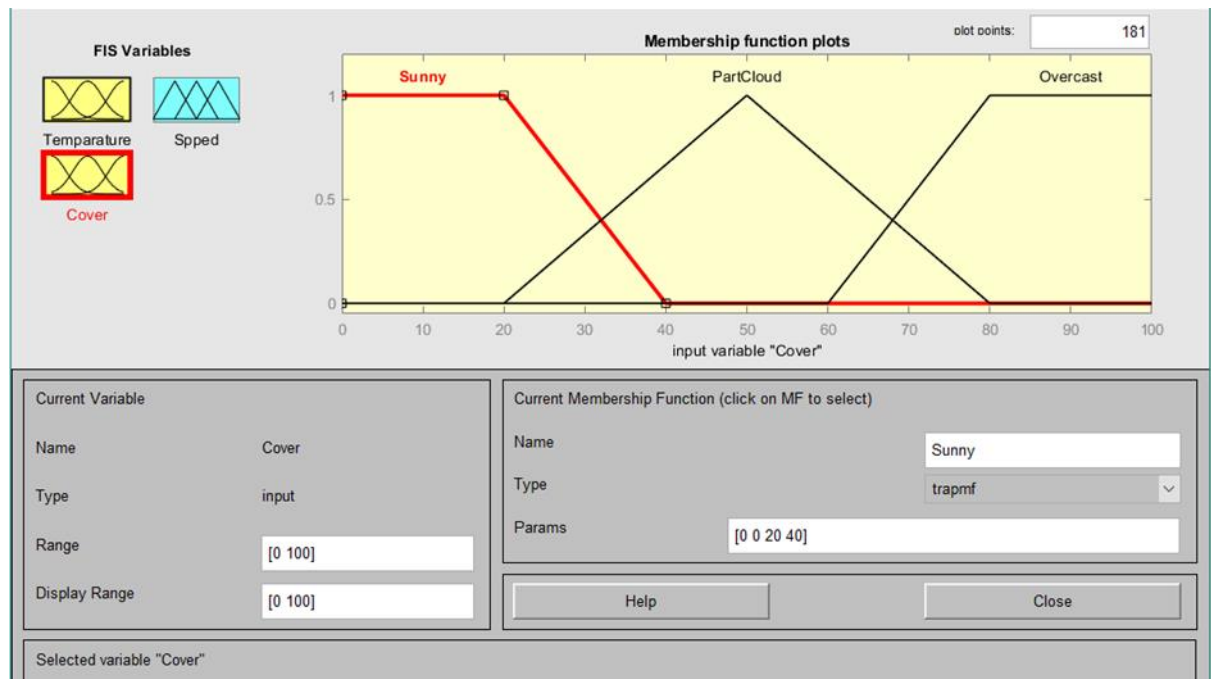 FIS Variables
Membership function plots
plot points:
181
Temparature
Spped
Cover
Sunny
PartCloud
Overcast
1
0.5
0
0 10 20 30 40 50 60 70 80 90 100
input variable "Cover"
Current Variable
Name Cover
Type input
Range [0 100]
Display Range [0 100]
Current Membership Function (click on MF to select)
Name Sunny
Type trapmf
Params [0 0 20 40]
Help
Close
Selected variable "Cover"